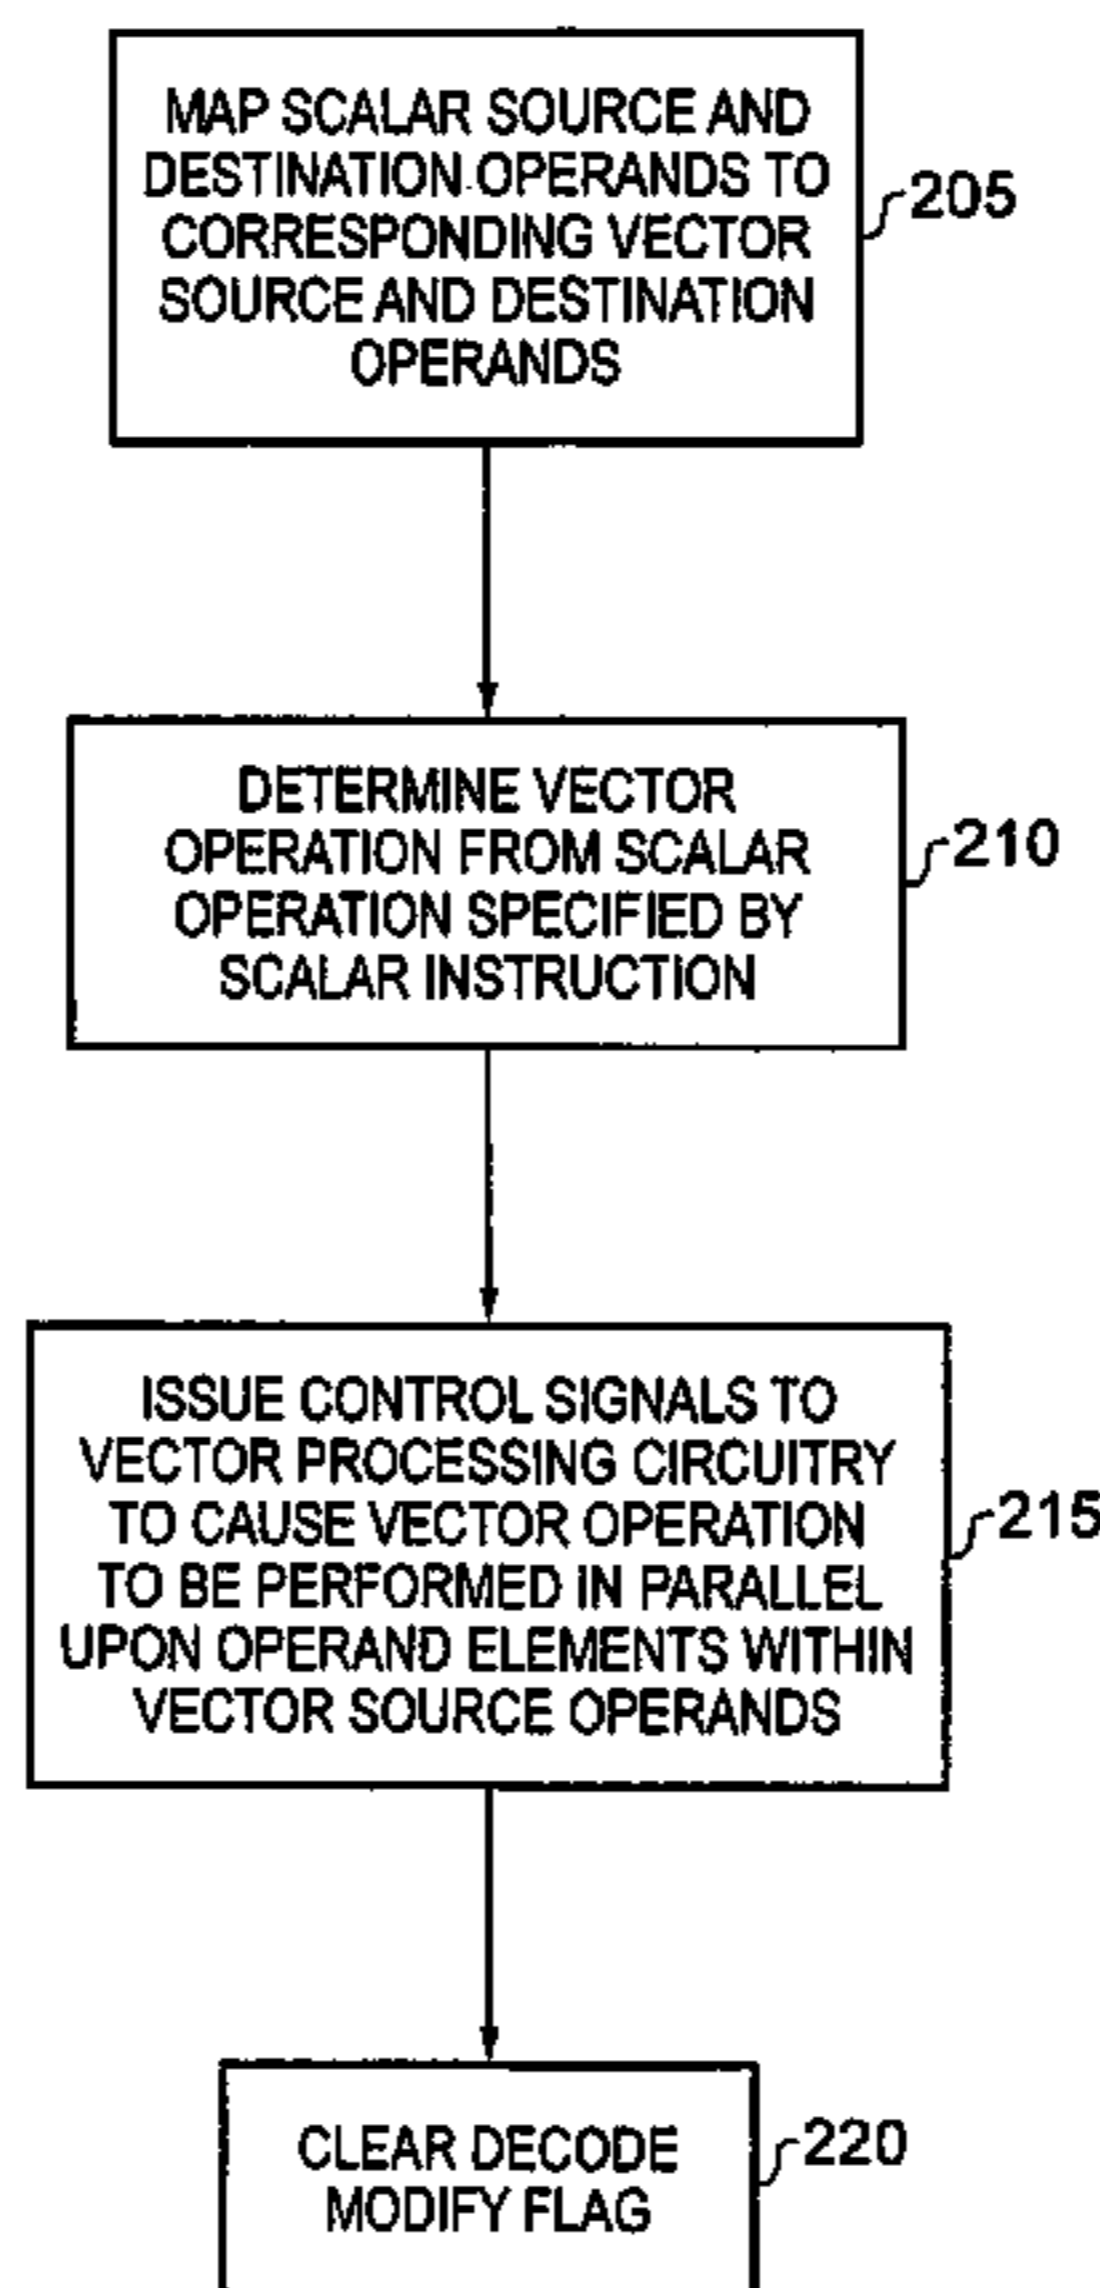 MAP SCALAR SOURCE AND
DESTINATION OPERANDS TO
CORRESPONDING VECTOR
SOURCE AND DESTINATION
OPERANDS
205
DETERMINE VECTOR
OPERATION FROM SCALAR
OPERATION SPECIFIED BY
SCALAR INSTRUCTION
210
ISSUE CONTROL SIGNALS TO
VECTOR PROCESSING CIRCUITRY
TO CAUSE VECTOR OPERATION
TO BE PERFORMED IN PARALLEL
UPON OPERAND ELEMENTS WITHIN
VECTOR SOURCE OPERANDS
215
CLEAR DECODE
MODIFY FLAG
220